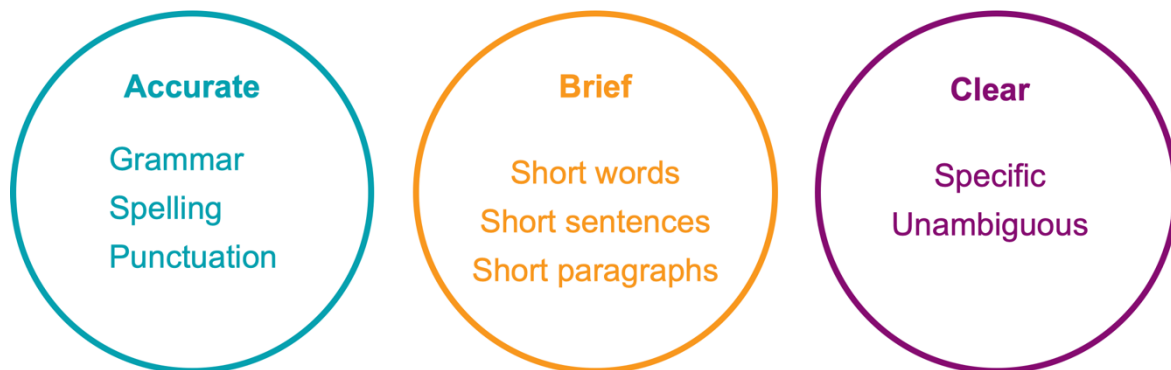 Accurate
Grammar
Spelling
Punctuation
Brief
Short words
Short sentences
Short paragraphs
Clear
Specific
Unambiguous